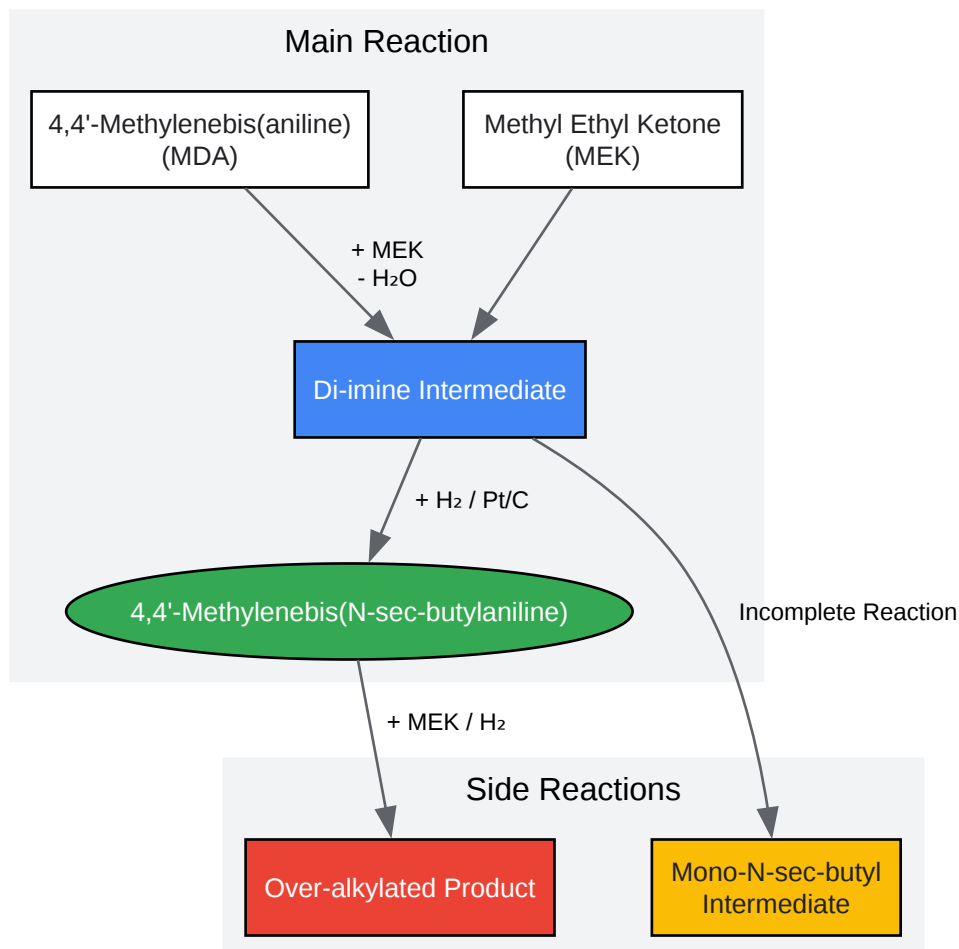 Main Reaction
4,4'-Methylenebis(aniline)
(MDA)
Methyl Ethyl Ketone
(MEK)
+ MEK
- H₂O
Di-imine Intermediate
+ H₂ / Pt/C
4,4'-Methylenebis(N-sec-butylaniline)
Incomplete Reaction
+ MEK / H₂
Side Reactions
Over-alkylated Product
Mono-N-sec-butyl
Intermediate